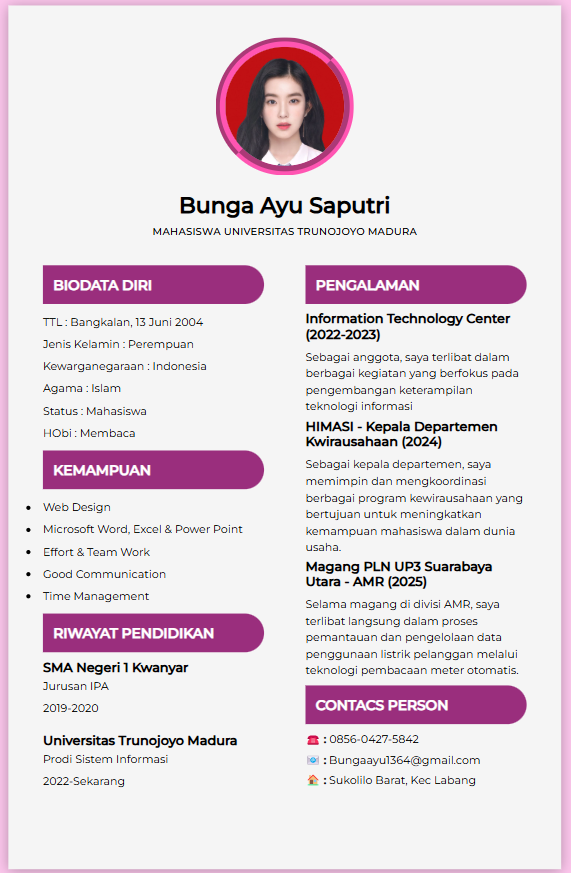 Bunga Ayu Saputri
MAHASISWA UNIVERSITAS TRUNOJOYO MADURA
BIODATA DIRI
TTL : Bangkalan, 13 Juni 2004
Jenis Kelamin : Perempuan
Kewarganegaraan : Indonesia
Agama : Islam
Status : Mahasiswa
HObi : Membaca
KEMAMPUAN
• Web Design
• Microsoft Word, Excel & Power Point
• Effort & Team Work
• Good Communication
• Time Management
RIWAYAT PENDIDIKAN
SMA Negeri 1 Kwanyar
Jurusan IPA
2019-2020
Universitas Trunojoyo Madura
Prodi Sistem Informasi
2022-Sekarang
PENGALAMAN
Information Technology Center
(2022-2023)
Sebagai anggota, saya terlibat dalam
berbagai kegiatan yang berfokus pada
pengembangan keterampilan
teknologi informasi
HIMASI - Kepala Departemen
Kwirausahaan (2024)
Sebagai kepala departemen, saya
memimpin dan mengkoordinasi
berbagai program kewirausahaan yang
bertujuan untuk meningkatkan
kemampuan mahasiswa dalam dunia
usaha.
Magang PLN UP3 Suarabaya
Utara - AMR (2025)
Selama magang di divisi AMR, saya
terlibat langsung dalam proses
pemantauan dan pengelolaan data
penggunaan listrik pelanggan melalui
teknologi pembacaan meter otomatis.
CONTACS PERSON
☎️ : 0856-0427-5842
📧 : Bungaayu1364@gmail.com
🏠 : Sukolilo Barat, Kec Labang